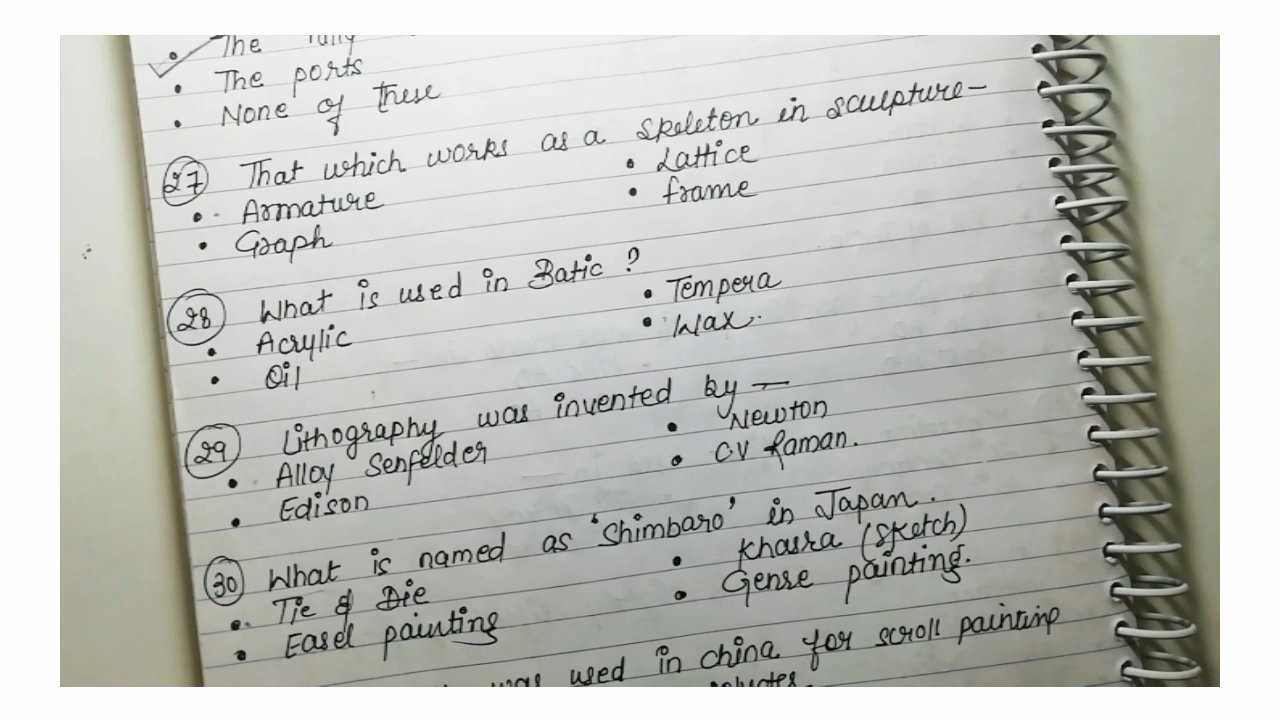 The
The ports
None of these
27 That which works as a skeleton in sculpture-
Armature
Lattice
Graph
frame
28 What is used in Batic ?
Acrylic
Tempera
Oil
Wax.
29 Lithography was invented by —
Alloy Senfelder
Newton
Edison
C.V Raman.
30 What is named as 'Shimbaro' in Japan.
Tie & Die
Khasra (Sketch)
Easel painting
Genre painting.
was used in china for scroll painting